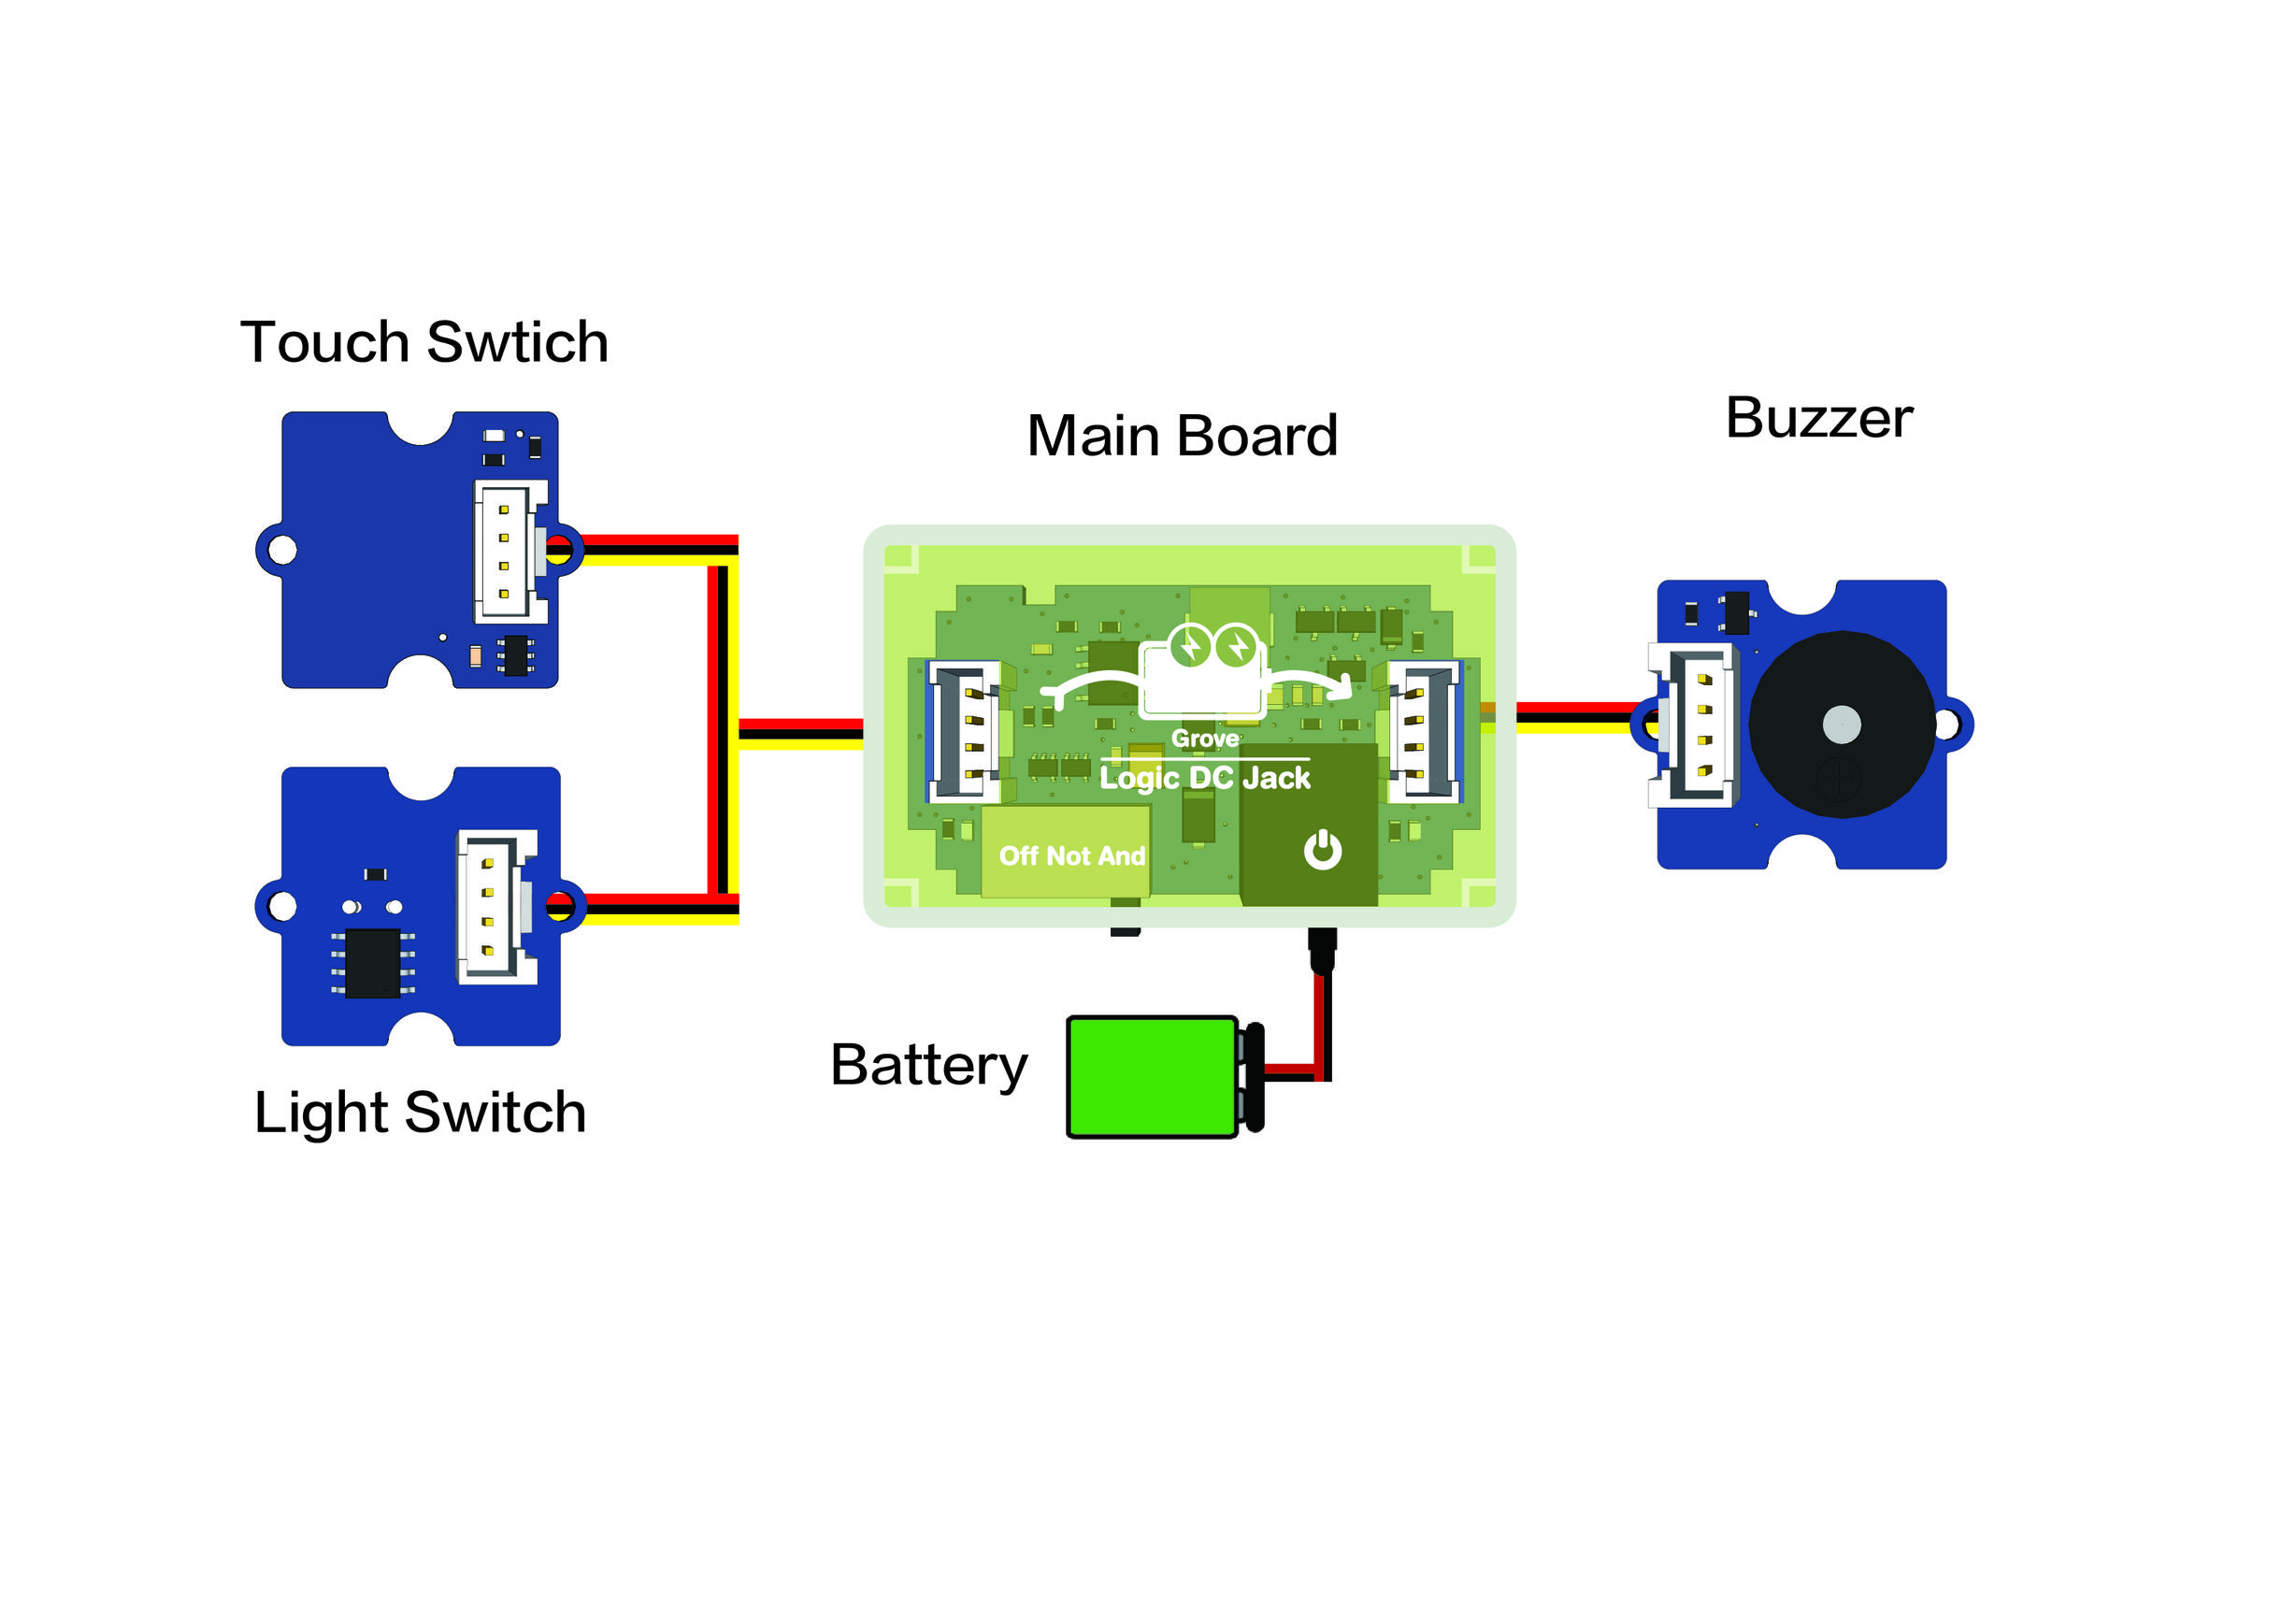 Touch Swtich
Main Board
Buzzer
Grove
Logic DC Jack
Off Not And
Battery
Light Switch